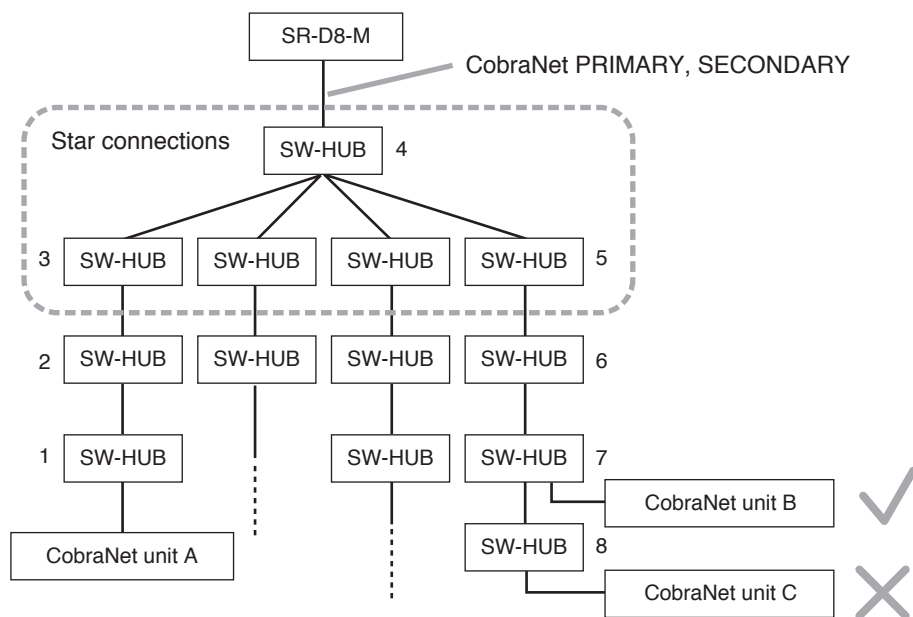 SR-D8-M
CobraNet PRIMARY, SECONDARY
Star connections
SW-HUB 4
3 SW-HUB SW-HUB SW-HUB SW-HUB 5
2 SW-HUB SW-HUB SW-HUB SW-HUB 6
1 SW-HUB SW-HUB SW-HUB 7
CobraNet unit B
CobraNet unit A
SW-HUB 8
CobraNet unit C